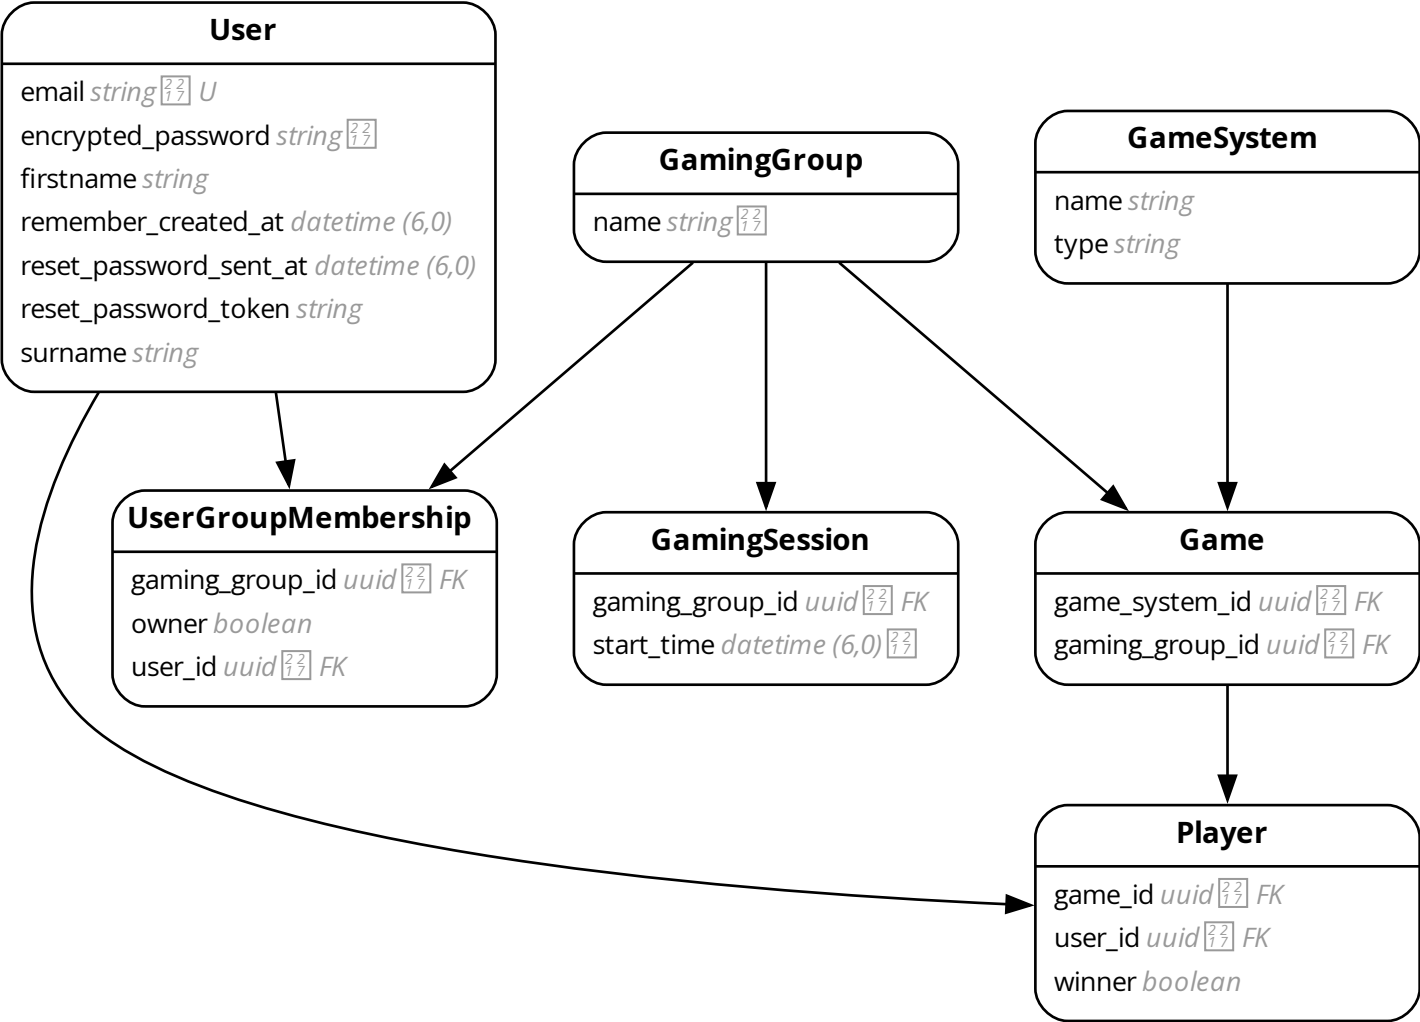 User
email string U
encrypted_password string
firstname string
remember_created_at datetime (6,0)
reset_password_sent_at datetime (6,0)
reset_password_token string
surname string
GamingGroup
name string
GameSystem
name string
type string
UserGroupMembership
gaming_group_id uuid FK
owner boolean
user_id uuid FK
GamingSession
gaming_group_id uuid FK
start_time datetime (6,0)
Game
game_system_id uuid FK
gaming_group_id uuid FK
Player
game_id uuid FK
user_id uuid FK
winner boolean